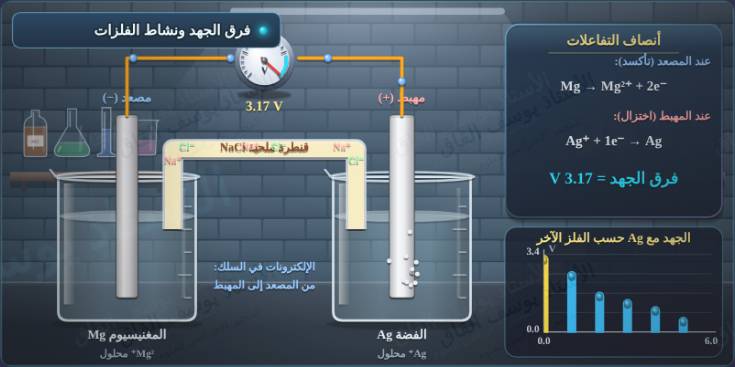 فرق الجهد ونشاط الفلزات
V
3.17 V
مصعد (−)
مهبط (+)
قنطرة ملحية NaCl
Cl⁻
Na⁺
Na⁺
Cl⁻
الإلكترونات في السلك:
من المصعد إلى المهبط
المغنيسيوم Mg
محلول Mg²⁺
الفضة Ag
محلول Ag⁺
أنصاف التفاعلات
عند المصعد (تأكسد):
Mg → Mg²⁺ + 2e⁻
عند المهبط (اختزال):
Ag⁺ + 1e⁻ → Ag
فرق الجهد = 3.17 V
الجهد مع Ag حسب الفلز الآخر
V
3.4
0.0
0.0
6.0